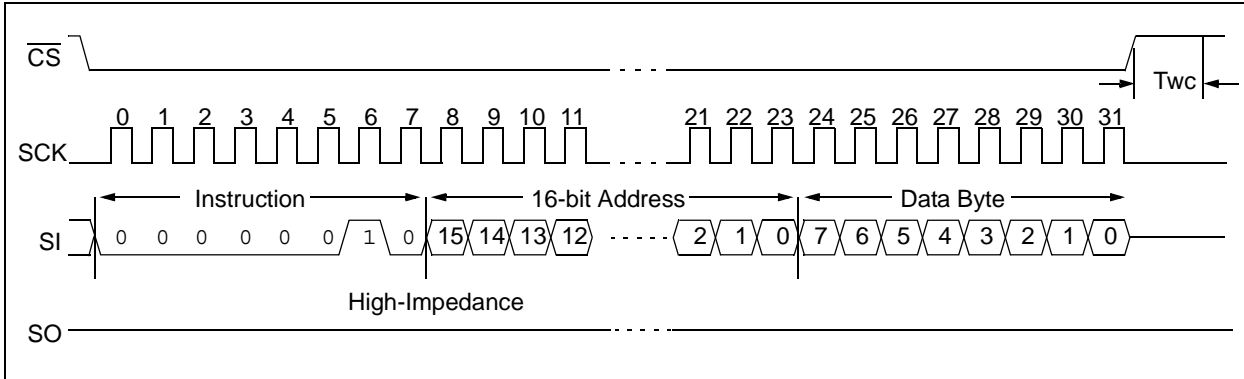 CS
Twc
0 1 2 3 4 5 6 7 8 9 10 11 21 22 23 24 25 26 27 28 29 30 31
SCK
Instruction 16-bit Address Data Byte
SI 0 0 0 0 0 0 1 0 15 14 13 12 2 1 0 7 6 5 4 3 2 1 0
High-Impedance
SO